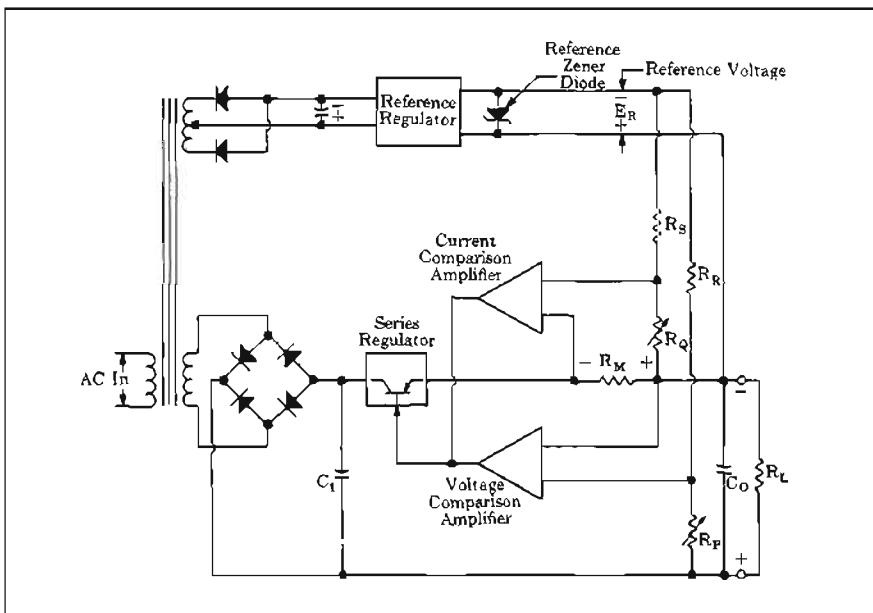 Reference
Zener
Diode
Reference Voltage
Reference
Regulator
−
+
−
E_R
+
R_S
Current
Comparison
Amplifier
R_R
Series
Regulator
R_Q
− R_M +
AC In
−
C_1
Voltage
Comparison
Amplifier
C_O
R_L
R_P
+